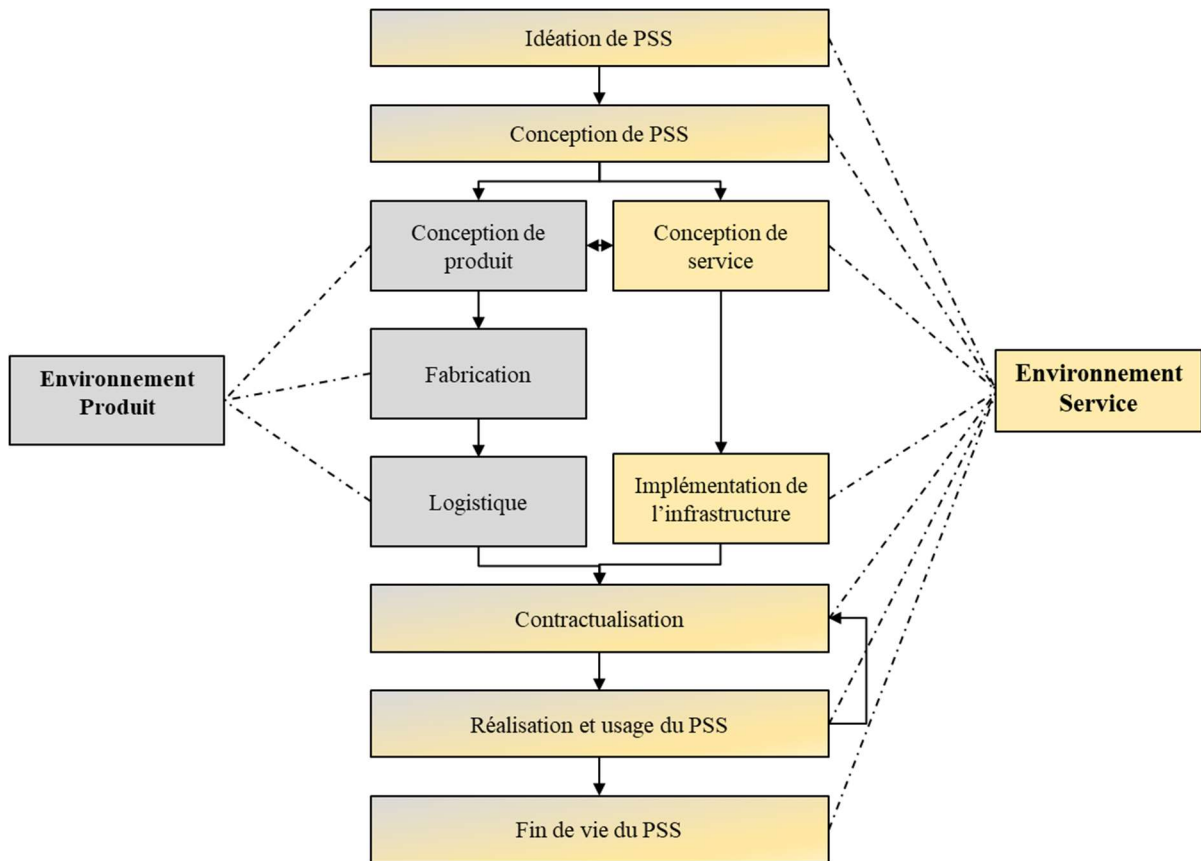 Idéation de PSS
Conception de PSS
Conception de
produit
Conception de
service
Fabrication
Environnement
Produit
Environnement
Service
Logistique
Implémentation de
l’infrastructure
Contractualisation
Réalisation et usage du PSS
Fin de vie du PSS